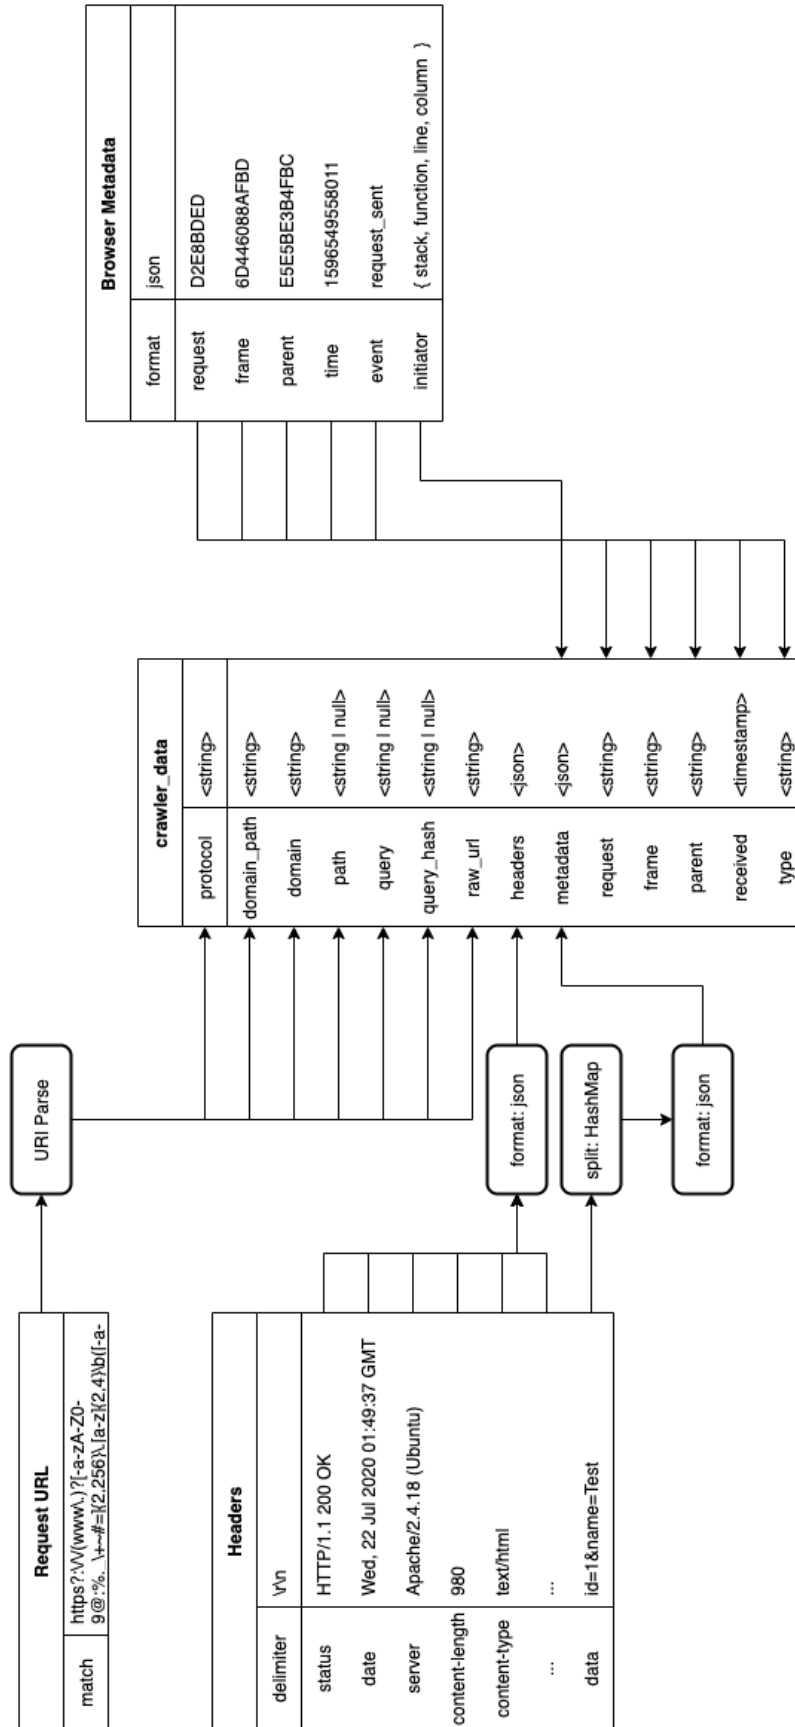 Request URL
match
https?:\/\/(www\.)?[-a-zA-Z0-
9@:%._\+~#=]{2,256}\.[a-z]{2,4}\b([-a-
Headers
delimiter \r\n
status HTTP/1.1 200 OK
date Wed, 22 Jul 2020 01:49:37 GMT
server Apache/2.4.18 (Ubuntu)
content-length 980
content-type text/html
... ...
data id=1&name=Test
URI Parse
format: json
split: HashMap
format: json
crawler_data
protocol <string>
domain_path <string>
domain <string>
path <string | null>
query <string | null>
query_hash <string | null>
raw_url <string>
headers <json>
metadata <json>
request <string>
frame <string>
parent <string>
received <timestamp>
type <string>
Browser Metadata
format json
request D2E8BDED
frame 6D446088AFBD
parent E5E5BE3B4FBC
time 1596549558011
event request_sent
initiator { stack, function, line, column }